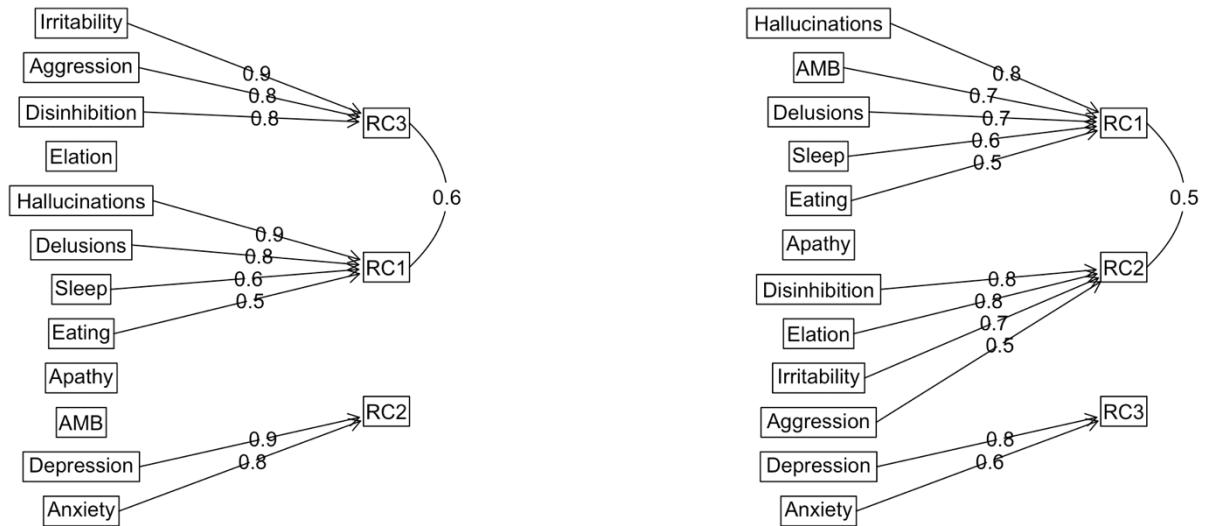 Irritability
Aggression
Disinhibition
Elation
Hallucinations
Delusions
Sleep
Eating
Apathy
AMB
Depression
Anxiety
0.9
0.8
0.8
0.9
0.8
0.6
0.5
0.9
0.8
RC3
RC1
RC2
0.6
Hallucinations
AMB
Delusions
Sleep
Eating
Apathy
Disinhibition
Elation
Irritability
Aggression
Depression
Anxiety
0.8
0.7
0.7
0.6
0.5
0.8
0.8
0.7
0.5
0.8
0.6
RC1
RC2
RC3
0.5